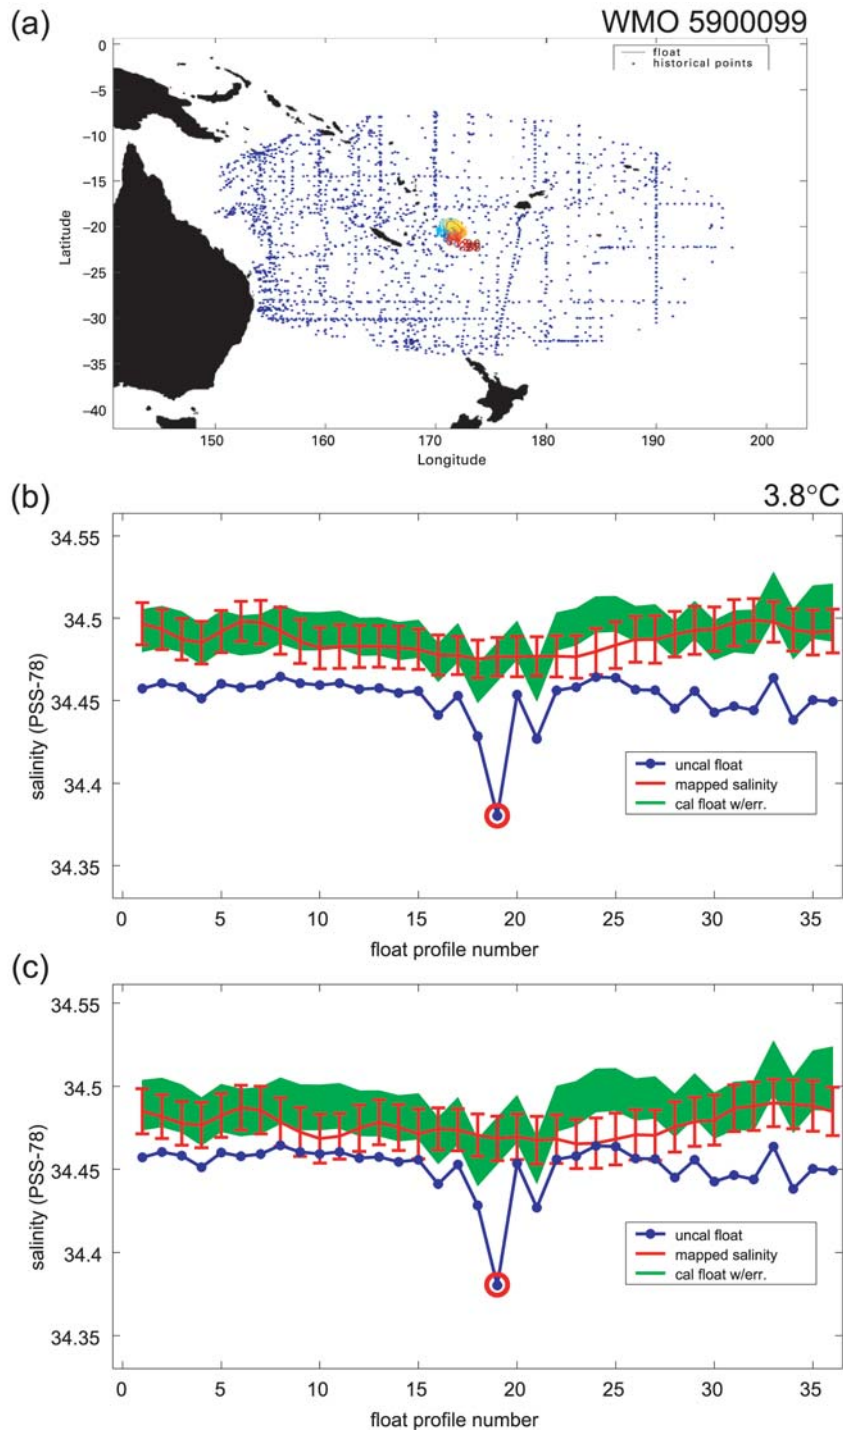 (a)
WMO 5900099
float
historical points
0
−5
−10
−15
−20
−25
−30
−35
−40
Latitude
150 160 170 180 190 200
Longitude
(b)
3.8°C
34.55
34.5
34.45
34.4
34.35
salinity (PSS-78)
uncal float
mapped salinity
cal float w/err.
0 5 10 15 20 25 30 35
float profile number
(c)
34.55
34.5
34.45
34.4
34.35
salinity (PSS-78)
uncal float
mapped salinity
cal float w/err.
0 5 10 15 20 25 30 35
float profile number